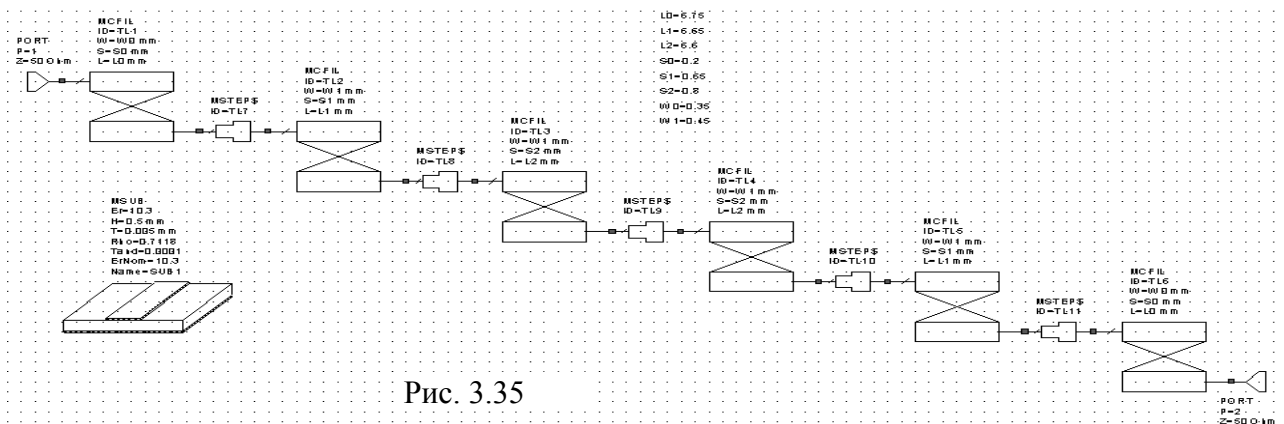 MCFIL
ID=TL1
W=W0 mm
S=S0 mm
L=L0 mm
PORT
P=1
Z=50 Ohm
MSTEP$
ID=TL7
MCFIL
ID=TL2
W=W1 mm
S=S1 mm
L=L1 mm
MSTEP$
ID=TL8
MCFIL
ID=TL3
W=W1 mm
S=S2 mm
L=L2 mm
L0=6.75
L1=6.65
L2=6.6
S0=0.2
S1=0.65
S2=0.8
W0=0.35
W1=0.45
MSTEP$
ID=TL9
MCFIL
ID=TL4
W=W1 mm
S=S2 mm
L=L2 mm
MSTEP$
ID=TL10
MCFIL
ID=TL5
W=W1 mm
S=S1 mm
L=L1 mm
MSTEP$
ID=TL11
MCFIL
ID=TL6
W=W0 mm
S=S0 mm
L=L0 mm
PORT
P=2
Z=50 Ohm
MSUB
Er=10.3
H=0.5 mm
T=0.005 mm
Rho=0.7118
Tand=0.0001
ErNom=10.3
Name=SUB1
Рис. 3.35